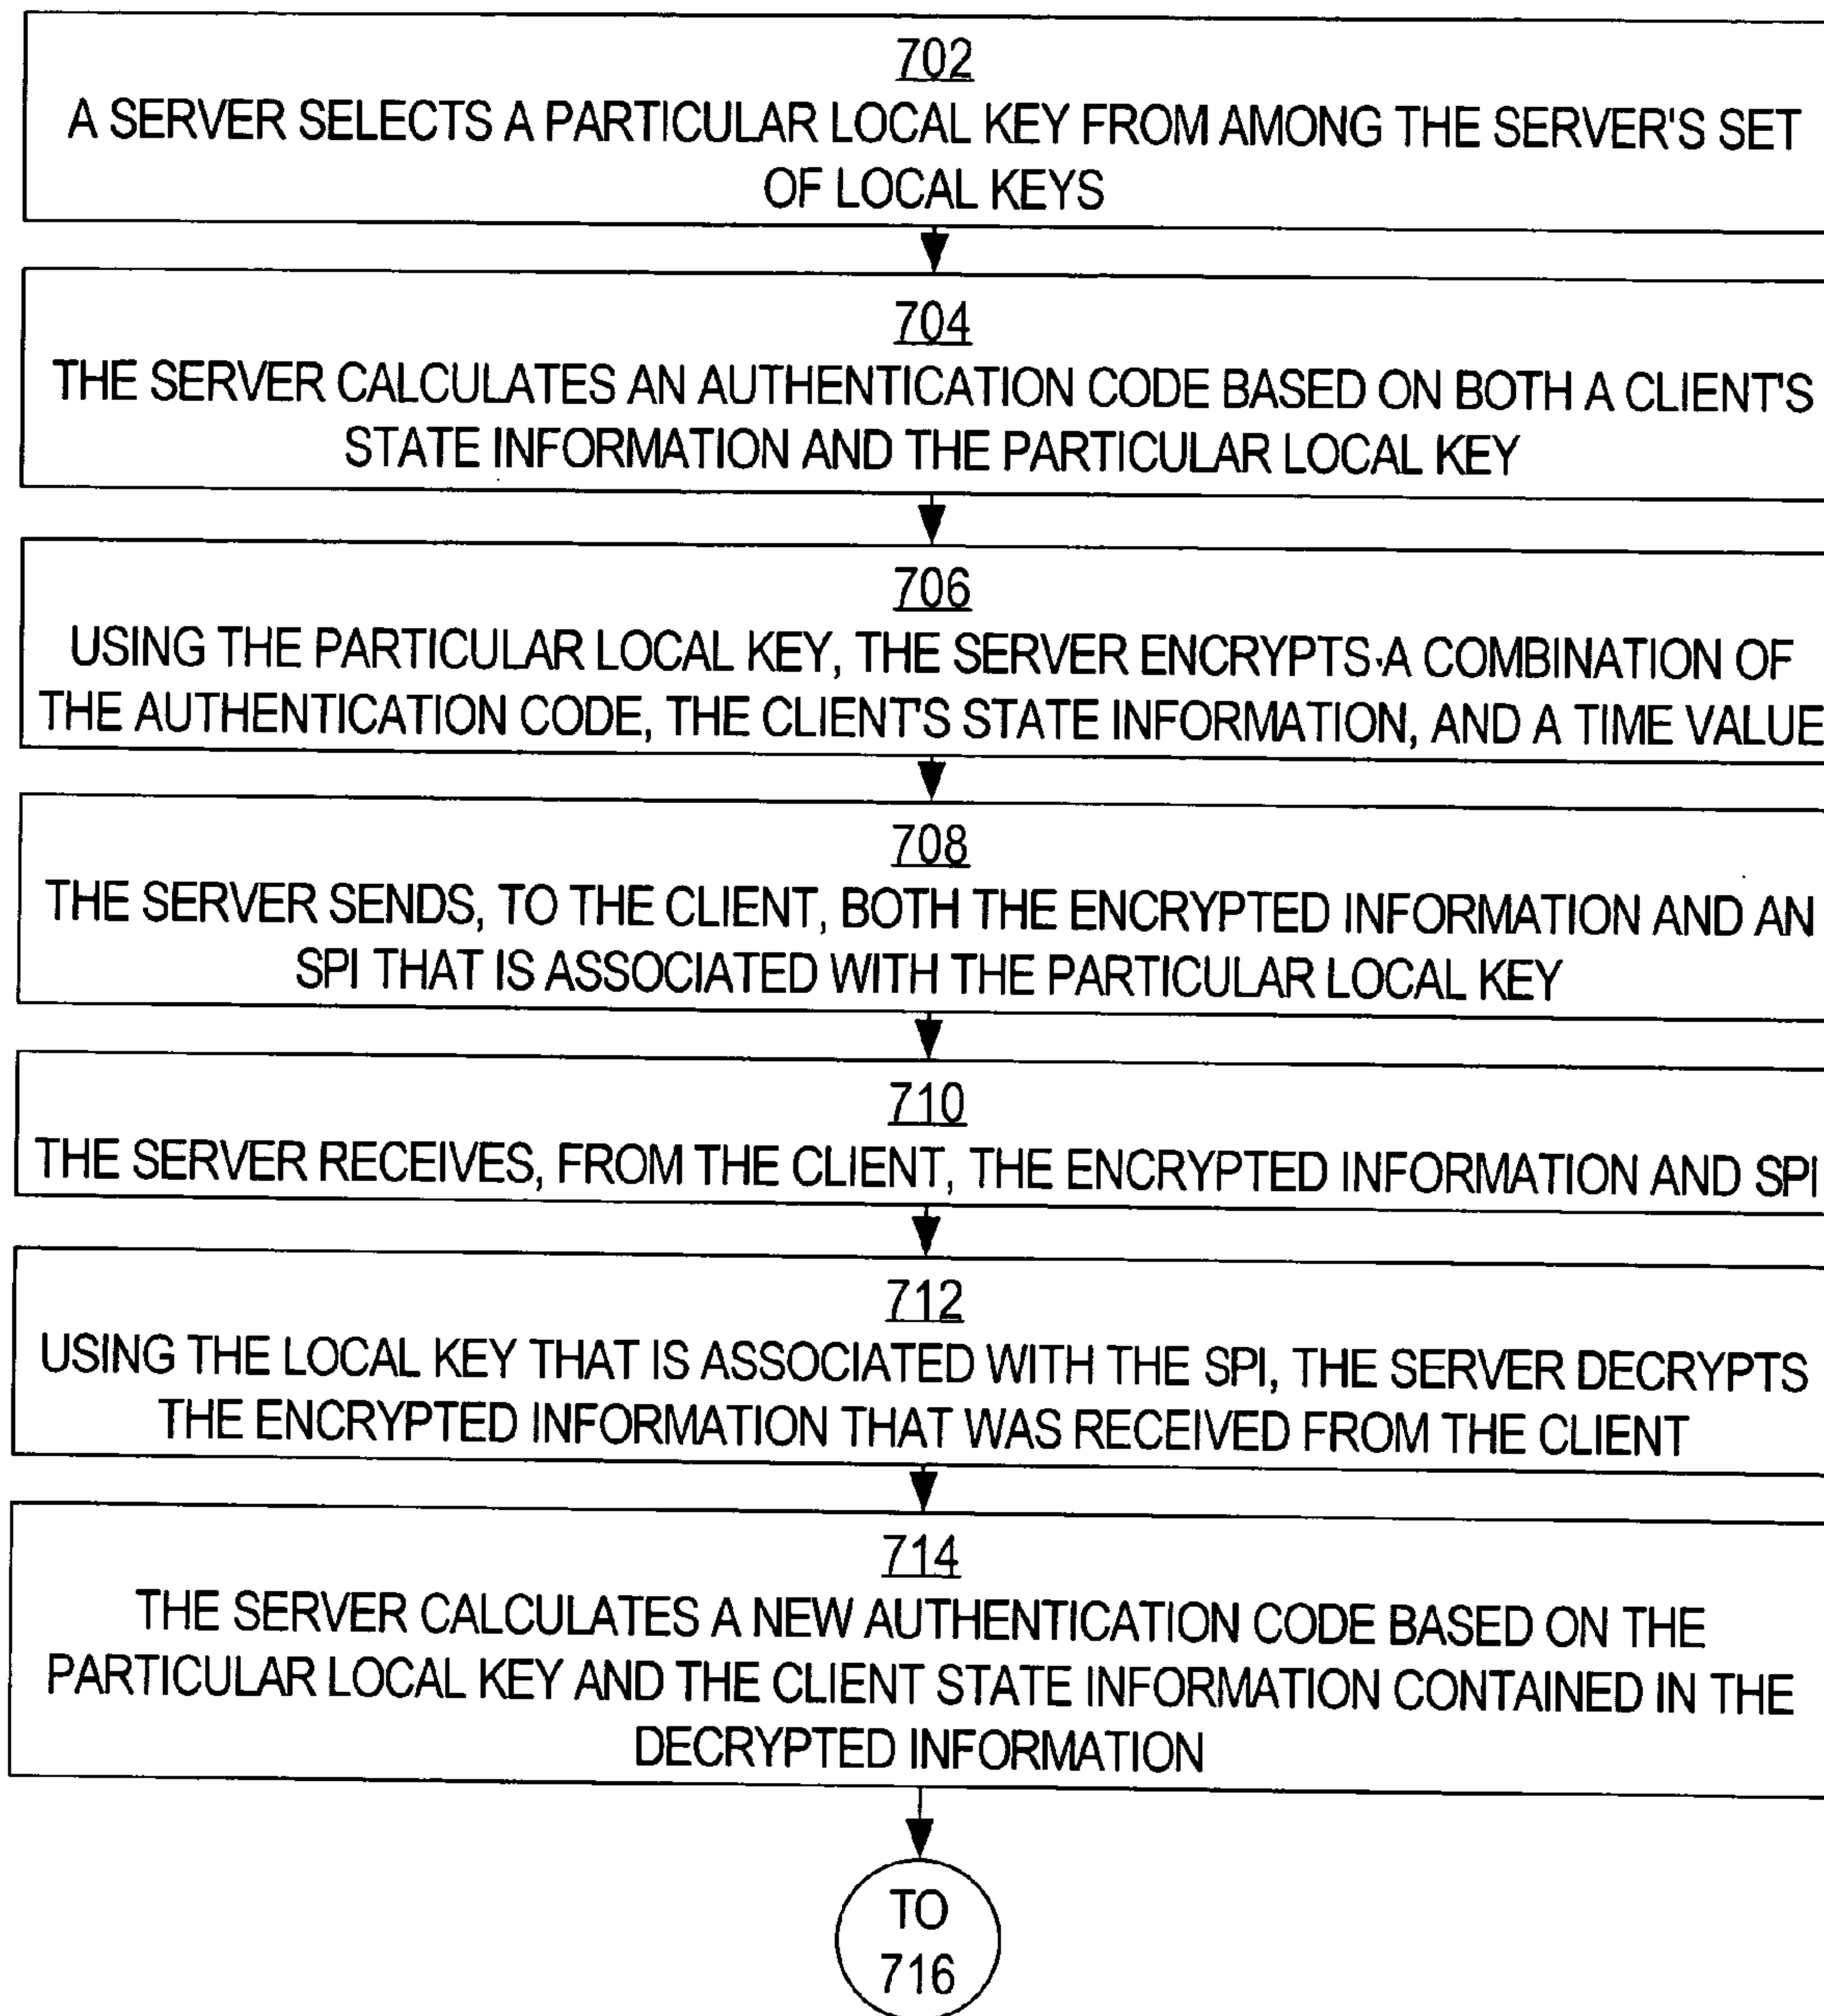 702
A SERVER SELECTS A PARTICULAR LOCAL KEY FROM AMONG THE SERVER'S SET
OF LOCAL KEYS
704
THE SERVER CALCULATES AN AUTHENTICATION CODE BASED ON BOTH A CLIENT'S
STATE INFORMATION AND THE PARTICULAR LOCAL KEY
706
USING THE PARTICULAR LOCAL KEY, THE SERVER ENCRYPTS A COMBINATION OF
THE AUTHENTICATION CODE, THE CLIENT'S STATE INFORMATION, AND A TIME VALUE
708
THE SERVER SENDS, TO THE CLIENT, BOTH THE ENCRYPTED INFORMATION AND AN
SPI THAT IS ASSOCIATED WITH THE PARTICULAR LOCAL KEY
710
THE SERVER RECEIVES, FROM THE CLIENT, THE ENCRYPTED INFORMATION AND SPI
712
USING THE LOCAL KEY THAT IS ASSOCIATED WITH THE SPI, THE SERVER DECRYPTS
THE ENCRYPTED INFORMATION THAT WAS RECEIVED FROM THE CLIENT
714
THE SERVER CALCULATES A NEW AUTHENTICATION CODE BASED ON THE
PARTICULAR LOCAL KEY AND THE CLIENT STATE INFORMATION CONTAINED IN THE
DECRYPTED INFORMATION
TO
716